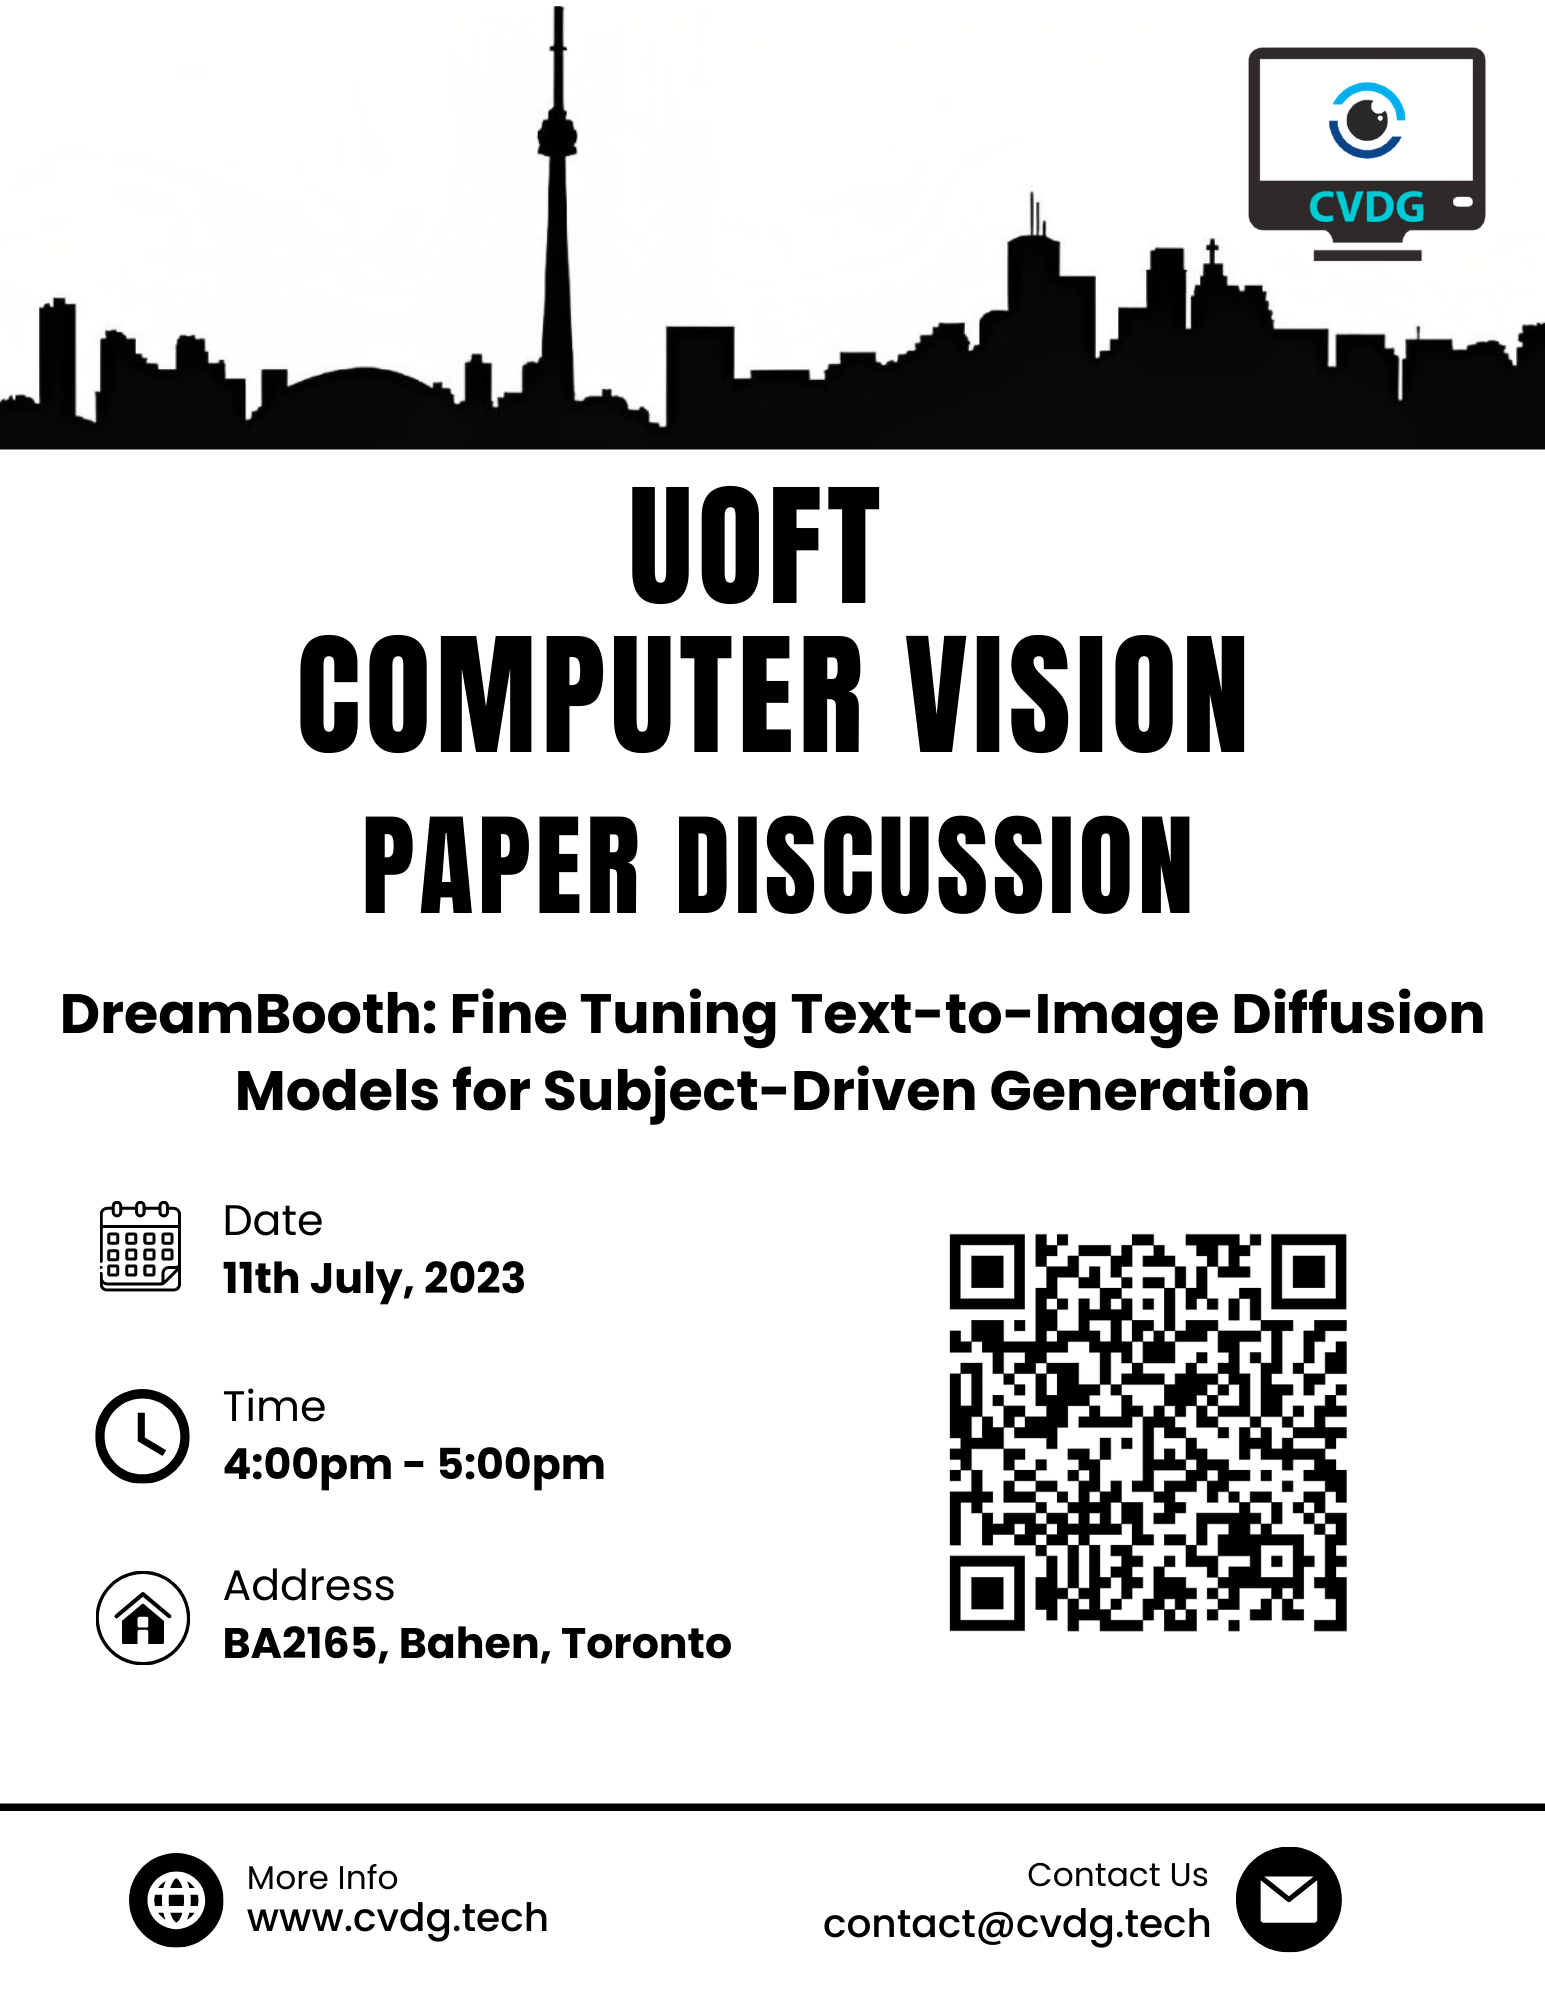 CVDG
UOFT
COMPUTER VISION
PAPER DISCUSSION
DreamBooth: Fine Tuning Text-to-Image Diffusion
Models for Subject-Driven Generation
Date
11th July, 2023
Time
4:00pm - 5:00pm
Address
BA2165, Bahen, Toronto
More Info
www.cvdg.tech
Contact Us
contact@cvdg.tech